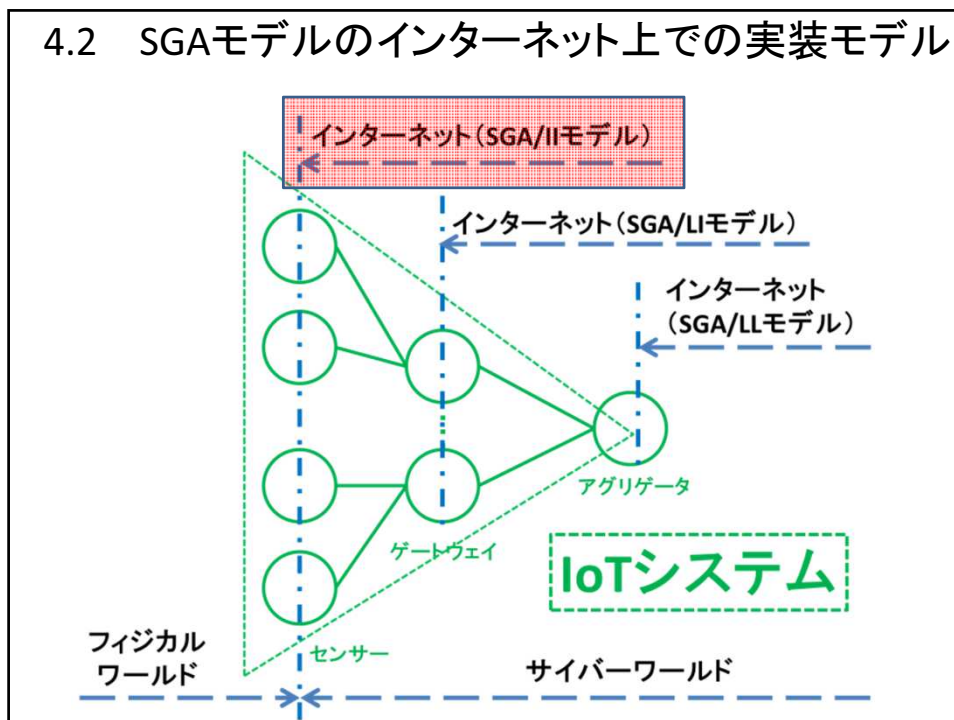 4.2 SGAモデルのインターネット上での実装モデル
インターネット（SGA/IIモデル）
インターネット（SGA/LIモデル）
インターネット
（SGA/LLモデル）
アグリゲータ
ゲートウェイ
IoTシステム
センサー
フィジカル
ワールド
サイバーワールド